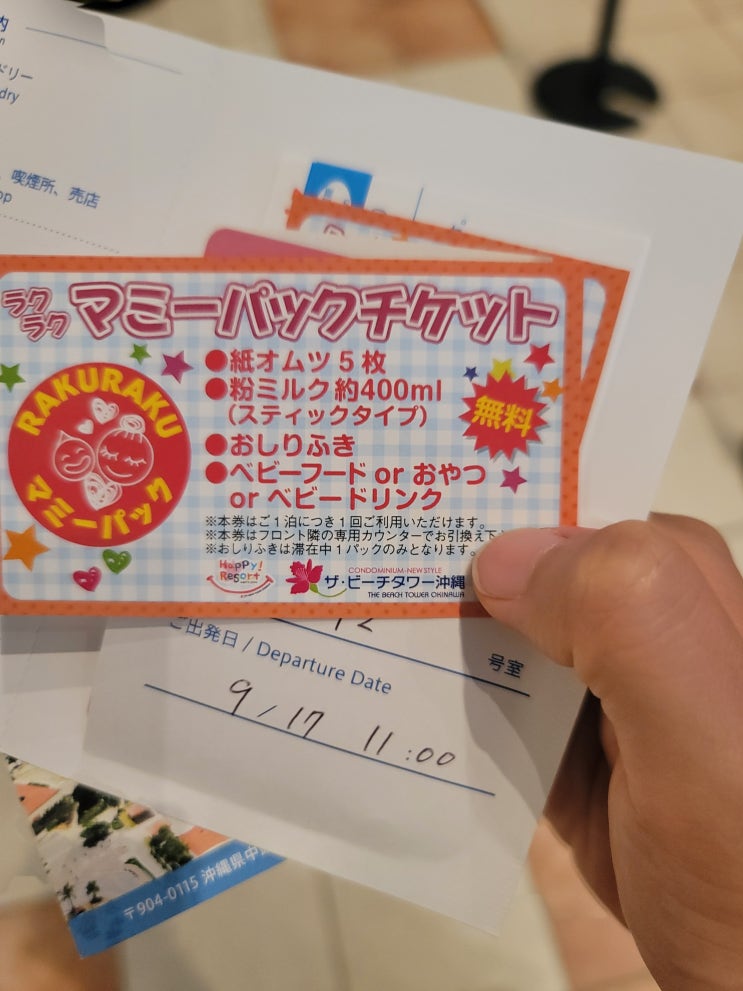 内
ドリー
dry
喫煙所、売店
op
ラク
ラク
マミーパックチケット
●紙オムツ5枚
●粉ミルク約400ml
（スティックタイプ）
●おしりふき
●ベビーフード or おやつ
or ベビードリンク
無料
RAKURAKU
マミーパック
※本券はご1泊につき1回ご利用いただけます。
※本券はフロント隣の専用カウンターでお引換え下
※おしりふきは滞在中1パックのみとなります。
Happy!
Resort
CONDOMINIUM-NEW STYLE
ザ・ビーチタワー沖縄
THE BEACH TOWER OKINAWA
号室
ご出発日 / Departure Date
9/17 11:00
〒904-0115 沖縄県中